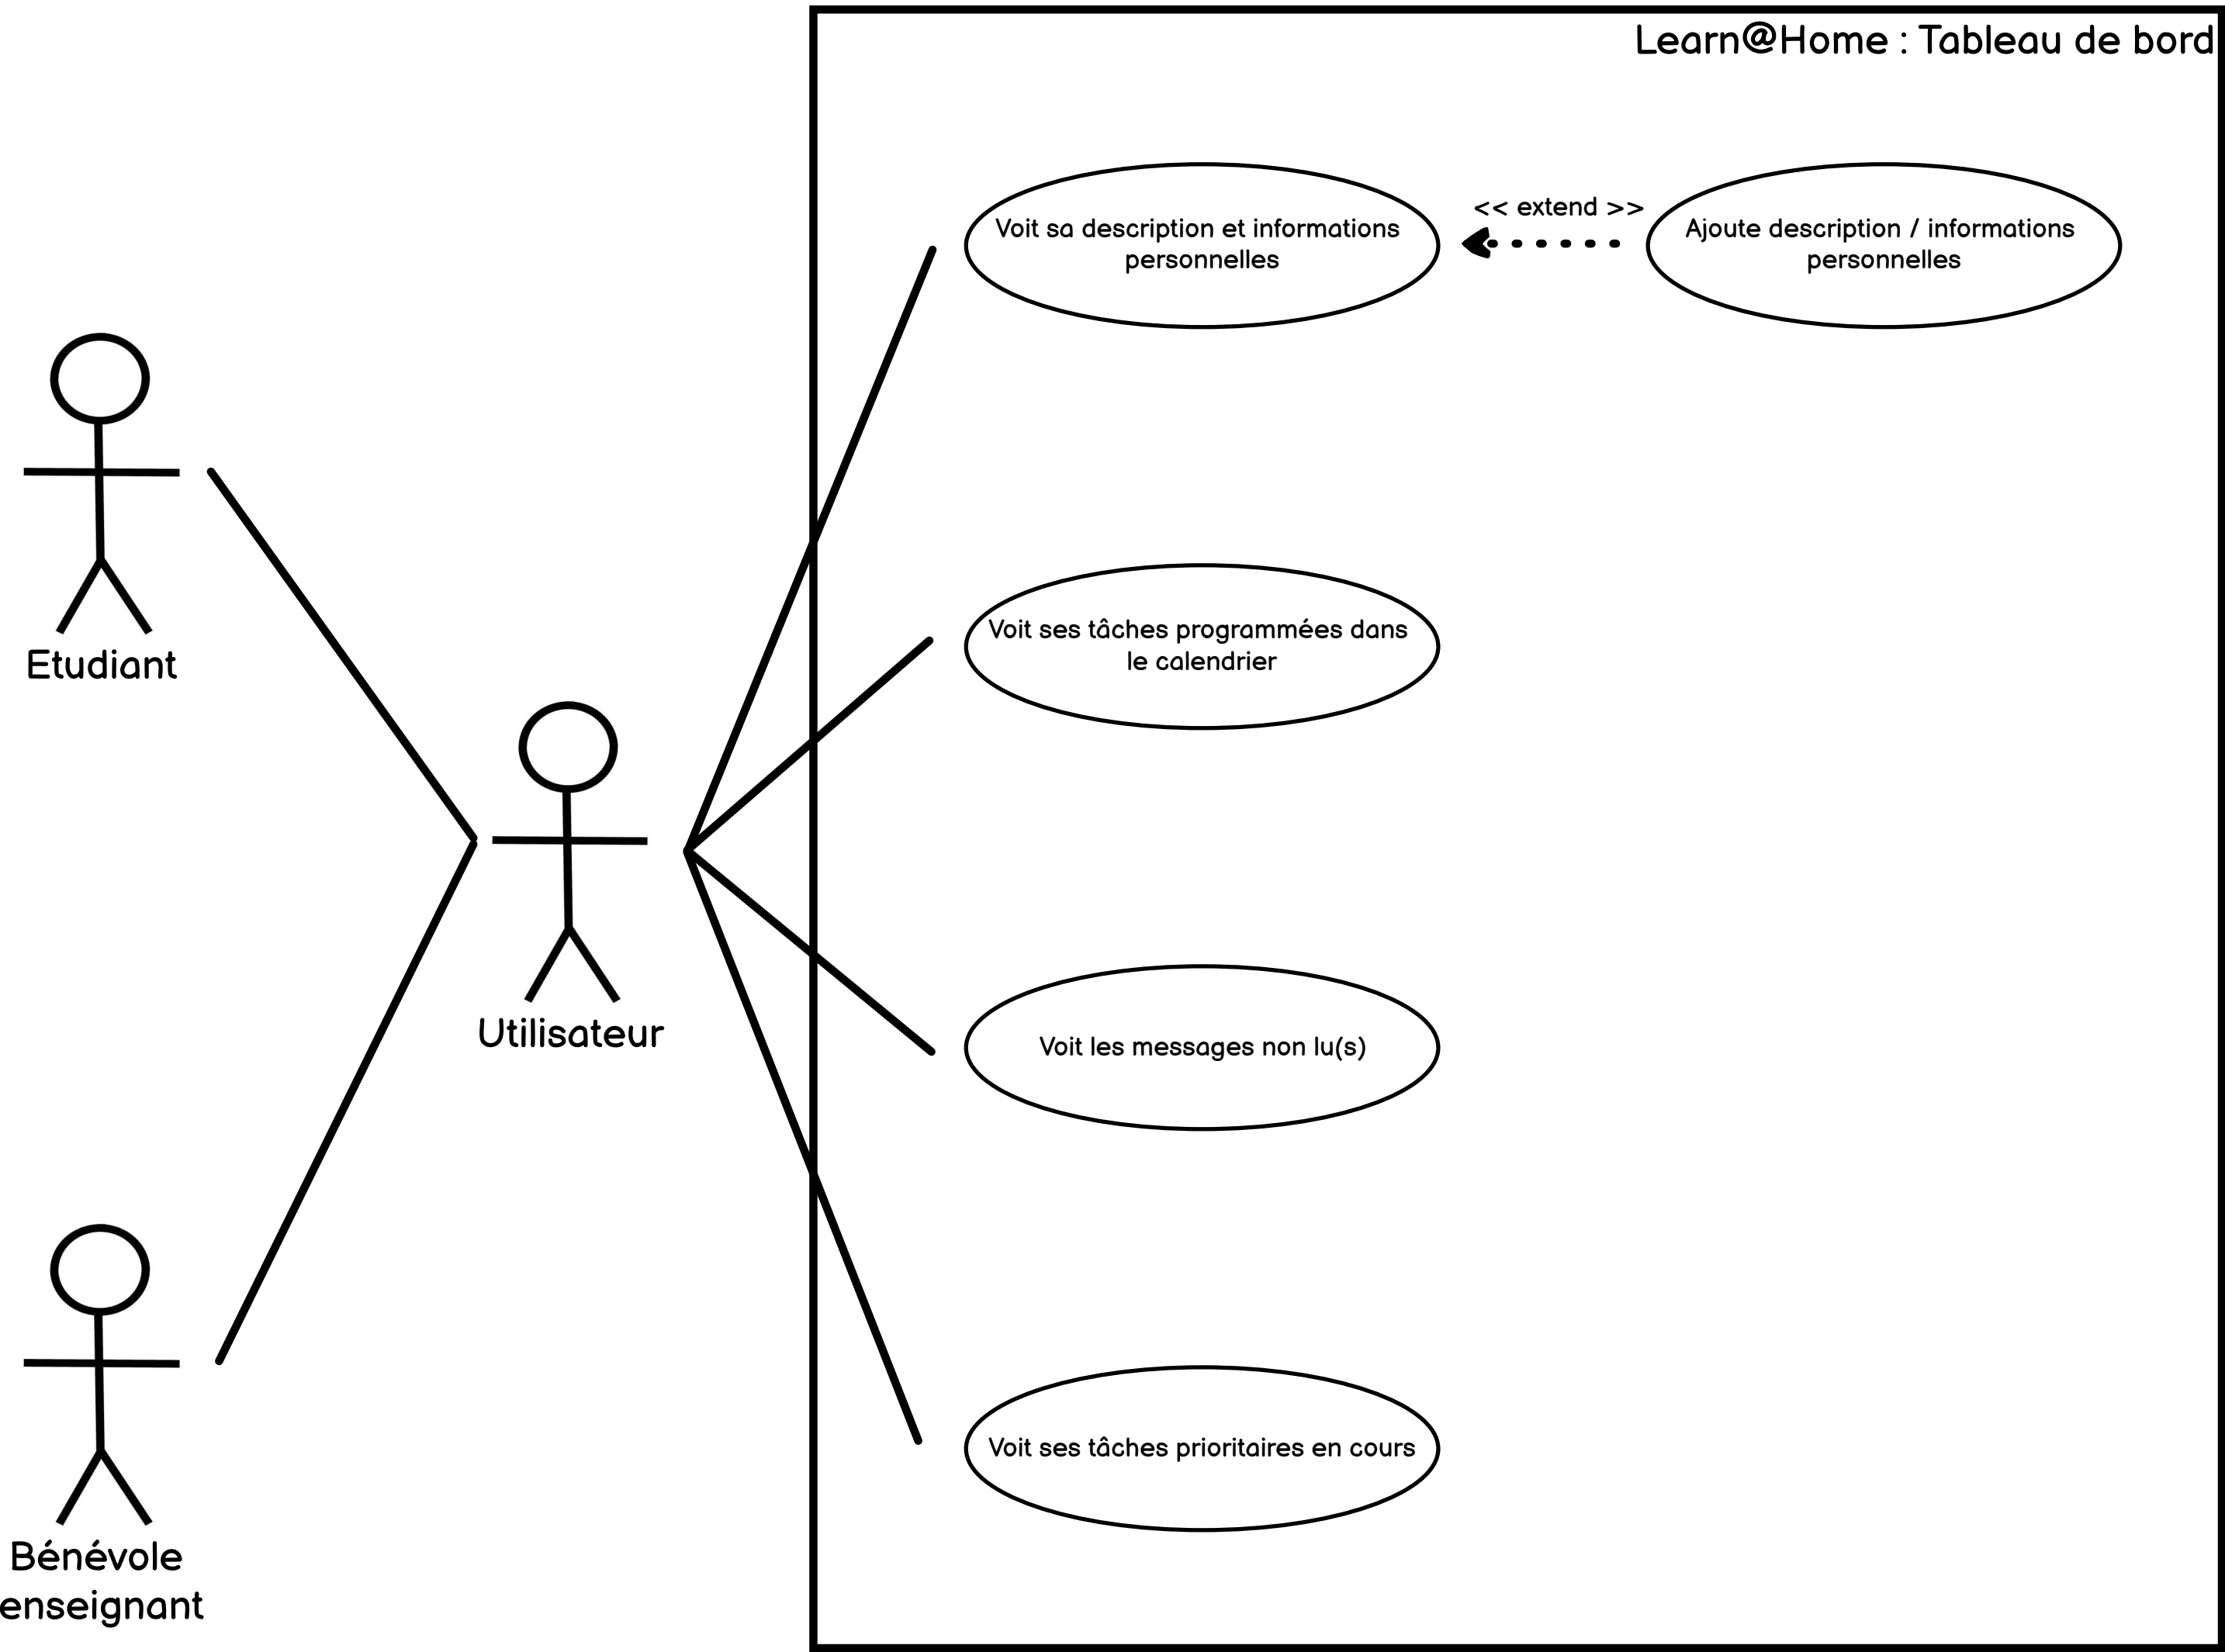 Learn@Home : Tableau de bord
Voit sa description et informations
personnelles
<< extend >>
Ajoute description / informations
personnelles
Etudiant
Voit ses tâches programmées dans
le calendrier
Utilisateur
Voit les messages non lu(s)
Voit ses tâches prioritaires en cours
Bénévole
enseignant